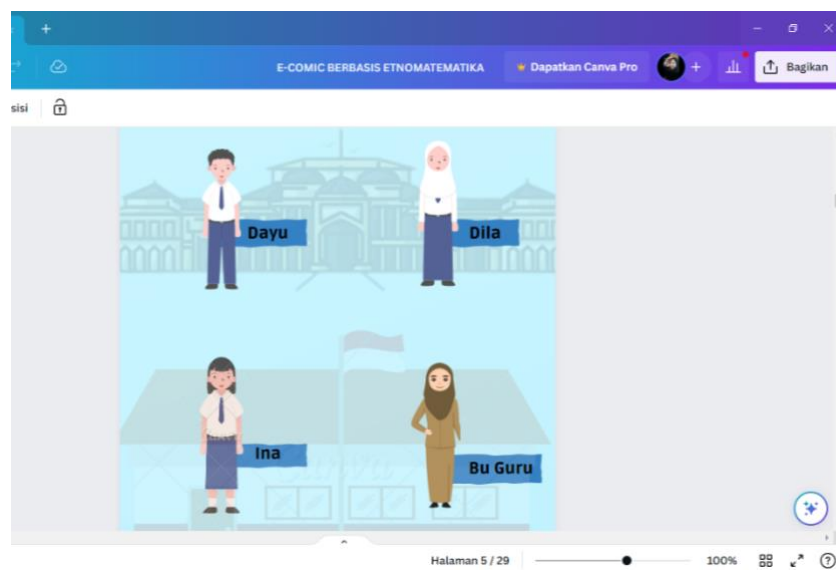 E-COMIC BERBASIS ETNOMATEMATIKA
Dapatkan Canva Pro
Bagikan
sisi
Dayu
Dila
Ina
Bu Guru
Halaman 5 / 29
100%